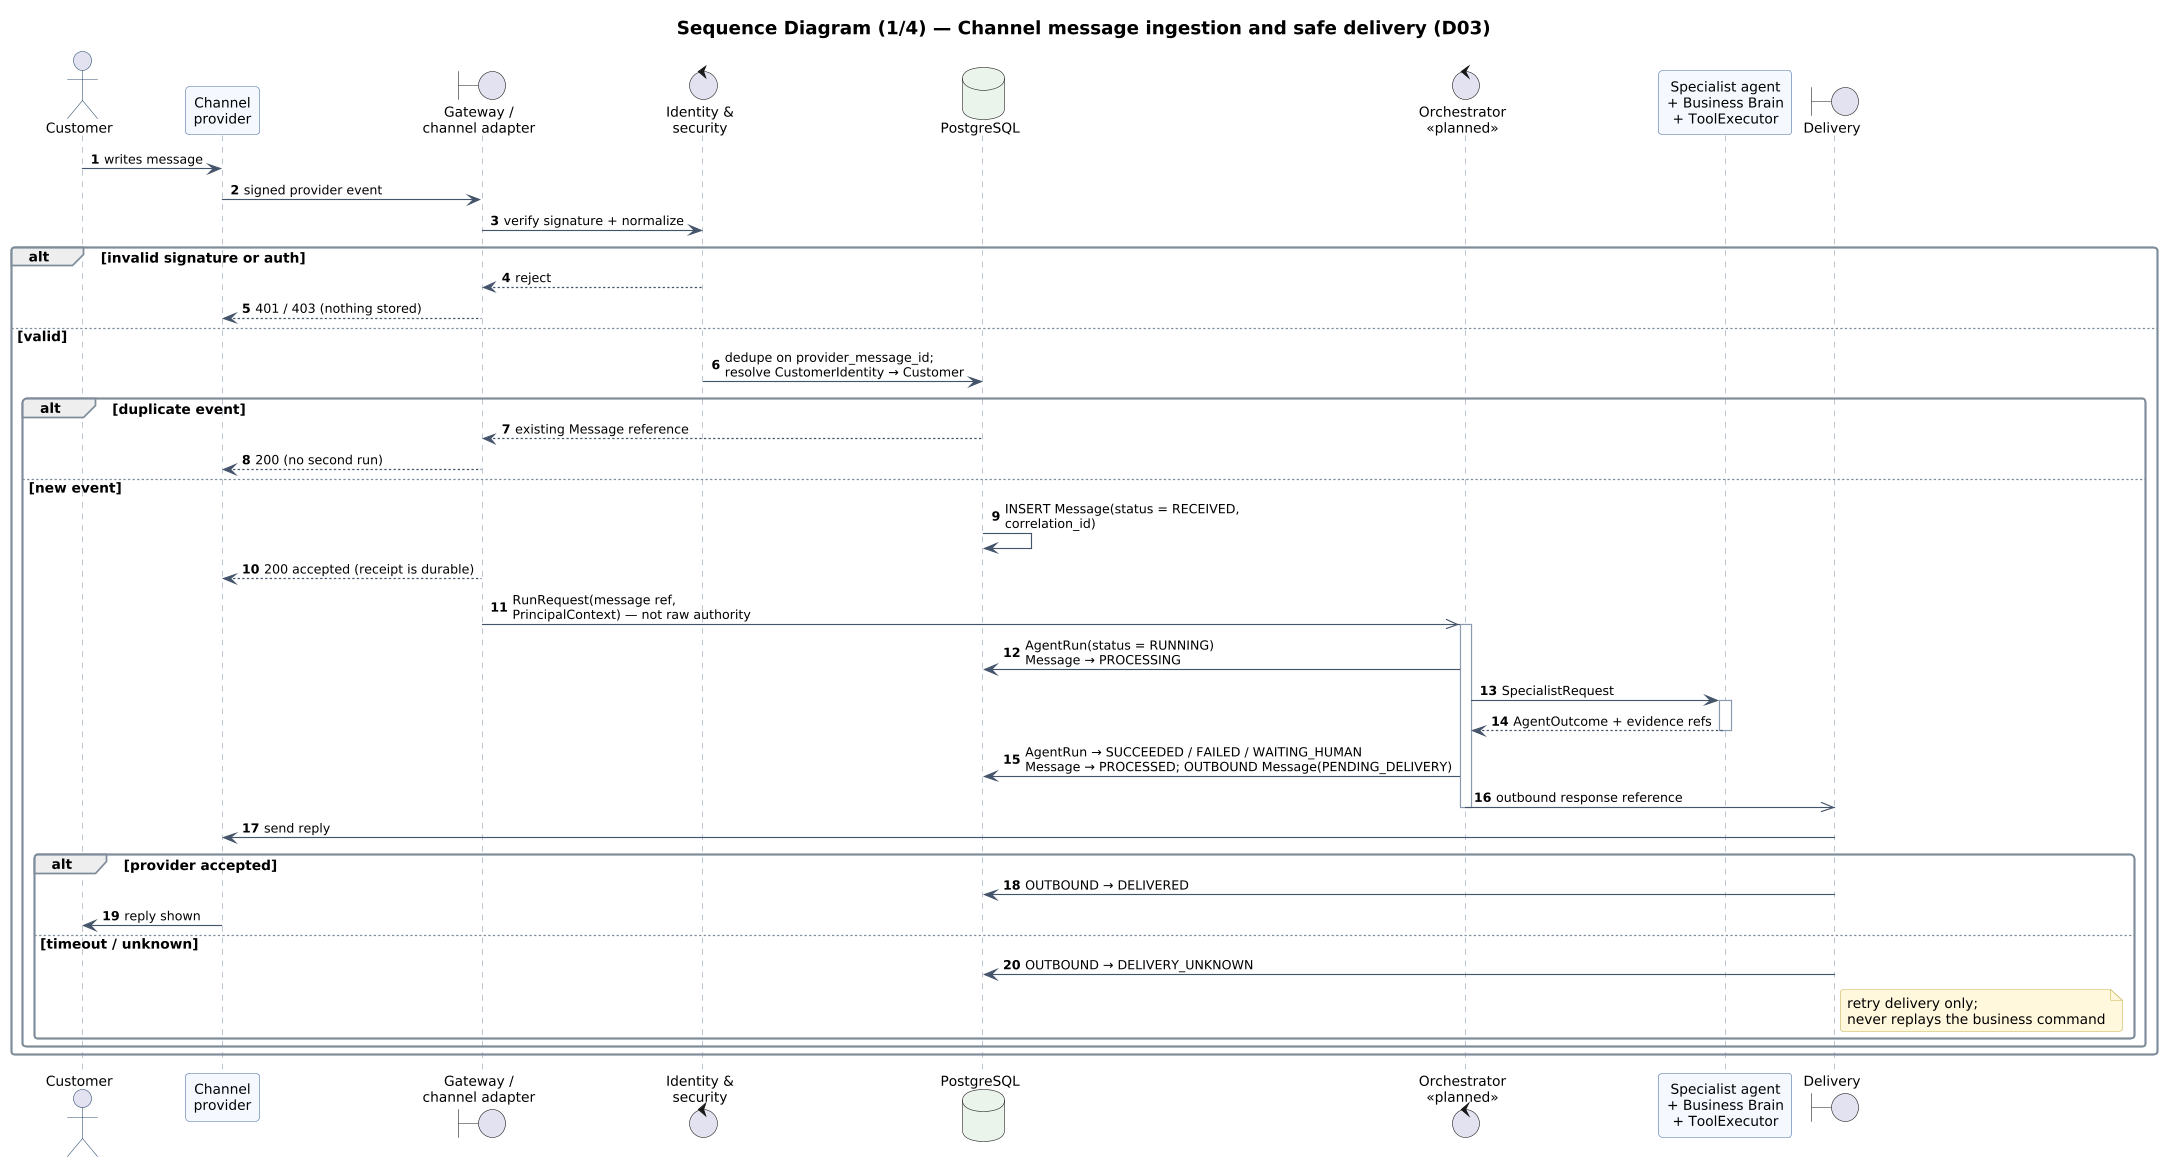 Sequence Diagram (1/4) — Channel message ingestion and safe delivery (D03)
Customer
Channel
provider
Gateway /
channel adapter
Identity &
security
PostgreSQL
Orchestrator
«planned»
Specialist agent
+ Business Brain
+ ToolExecutor
Delivery
1 writes message
2 signed provider event
3 verify signature + normalize
alt [invalid signature or auth]
4 reject
5 401 / 403 (nothing stored)
[valid]
6 dedupe on provider_message_id;
resolve CustomerIdentity → Customer
alt [duplicate event]
7 existing Message reference
8 200 (no second run)
[new event]
9 INSERT Message(status = RECEIVED,
correlation_id)
10 200 accepted (receipt is durable)
11 RunRequest(message ref,
PrincipalContext) — not raw authority
12 AgentRun(status = RUNNING)
Message → PROCESSING
13 SpecialistRequest
14 AgentOutcome + evidence refs
15 AgentRun → SUCCEEDED / FAILED / WAITING_HUMAN
Message → PROCESSED; OUTBOUND Message(PENDING_DELIVERY)
16 outbound response reference
17 send reply
alt [provider accepted]
18 OUTBOUND → DELIVERED
19 reply shown
[timeout / unknown]
20 OUTBOUND → DELIVERY_UNKNOWN
retry delivery only;
never replays the business command
Customer
Channel
provider
Gateway /
channel adapter
Identity &
security
PostgreSQL
Orchestrator
«planned»
Specialist agent
+ Business Brain
+ ToolExecutor
Delivery